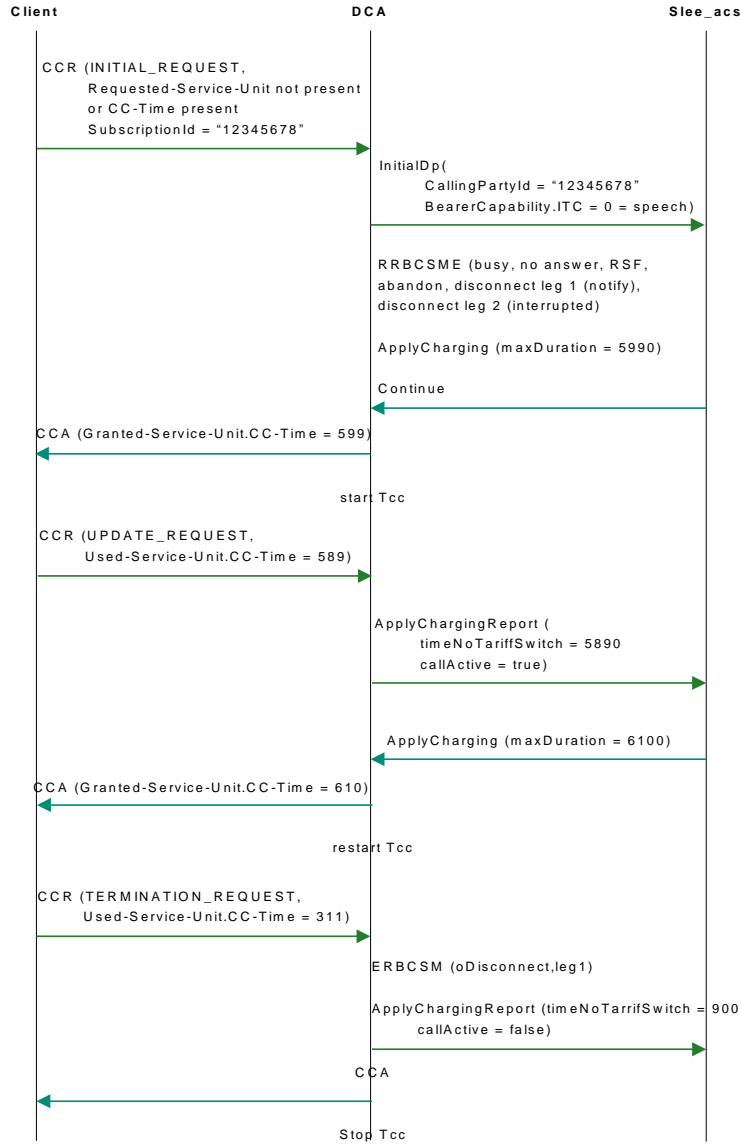 Client DCA Slee_acs
CCR (INITIAL_REQUEST,
Requested-Service-Unit not present
or CC-Time present
SubscriptionId = “12345678”
InitialDp(
CallingPartyId = “12345678”
BearerCapability.ITC = 0 = speech)
RRBCSME (busy, no answer, RSF,
abandon, disconnect leg 1 (notify),
disconnect leg 2 (interrupted)
ApplyCharging (maxDuration = 5990)
Continue
CCA (Granted-Service-Unit.CC-Time = 599)
start Tcc
CCR (UPDATE_REQUEST,
Used-Service-Unit.CC-Time = 589)
ApplyChargingReport (
timeNoTariffSwitch = 5890
callActive = true)
ApplyCharging (maxDuration = 6100)
CCA (Granted-Service-Unit.CC-Time = 610)
restart Tcc
CCR (TERMINATION_REQUEST,
Used-Service-Unit.CC-Time = 311)
ERBCSM (oDisconnect,leg1)
ApplyChargingReport (timeNoTarrifSwitch = 900
callActive = false)
CCA
Stop Tcc